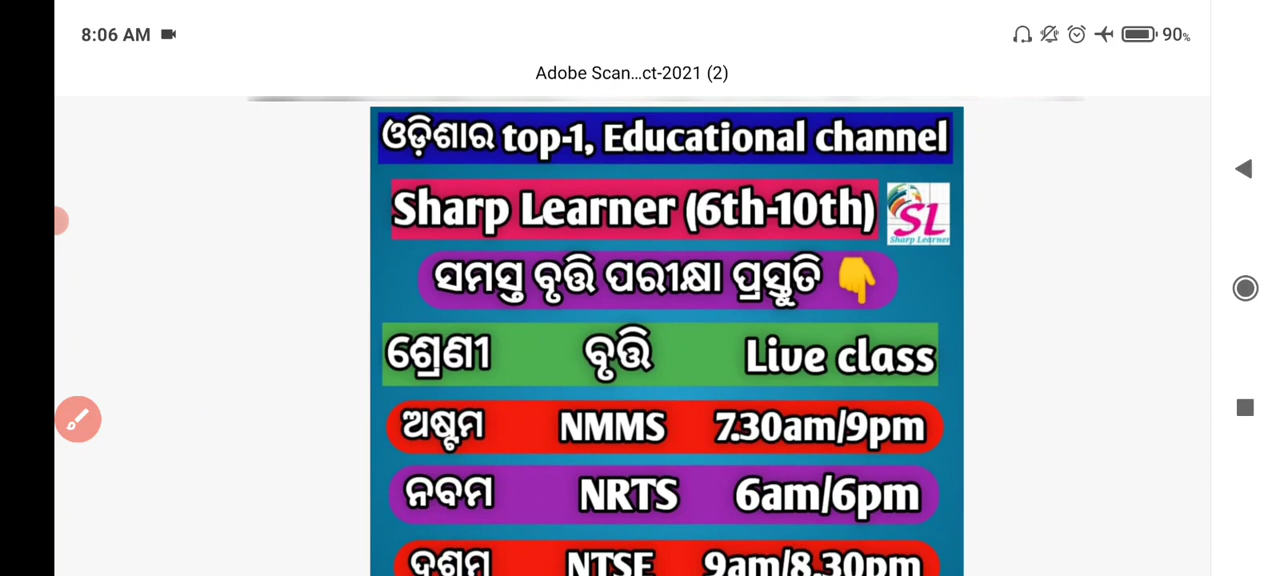 8:06 AM
90%
Adobe Scan...ct-2021 (2)
ଓଡ଼ିଶାର top-1, Educational channel
Sharp Learner (6th-10th)
SL
Sharp Learner
ସମସ୍ତ ବୃତ୍ତି ପରୀକ୍ଷା ପ୍ରସ୍ତୁତି 👇
ଶ୍ରେଣୀ ବୃତ୍ତି Live class
ଅଷ୍ଟମ NMMS 7.30am/9pm
ନବମ NRTS 6am/6pm
ଦଶମ NTSE 9am/8.30pm